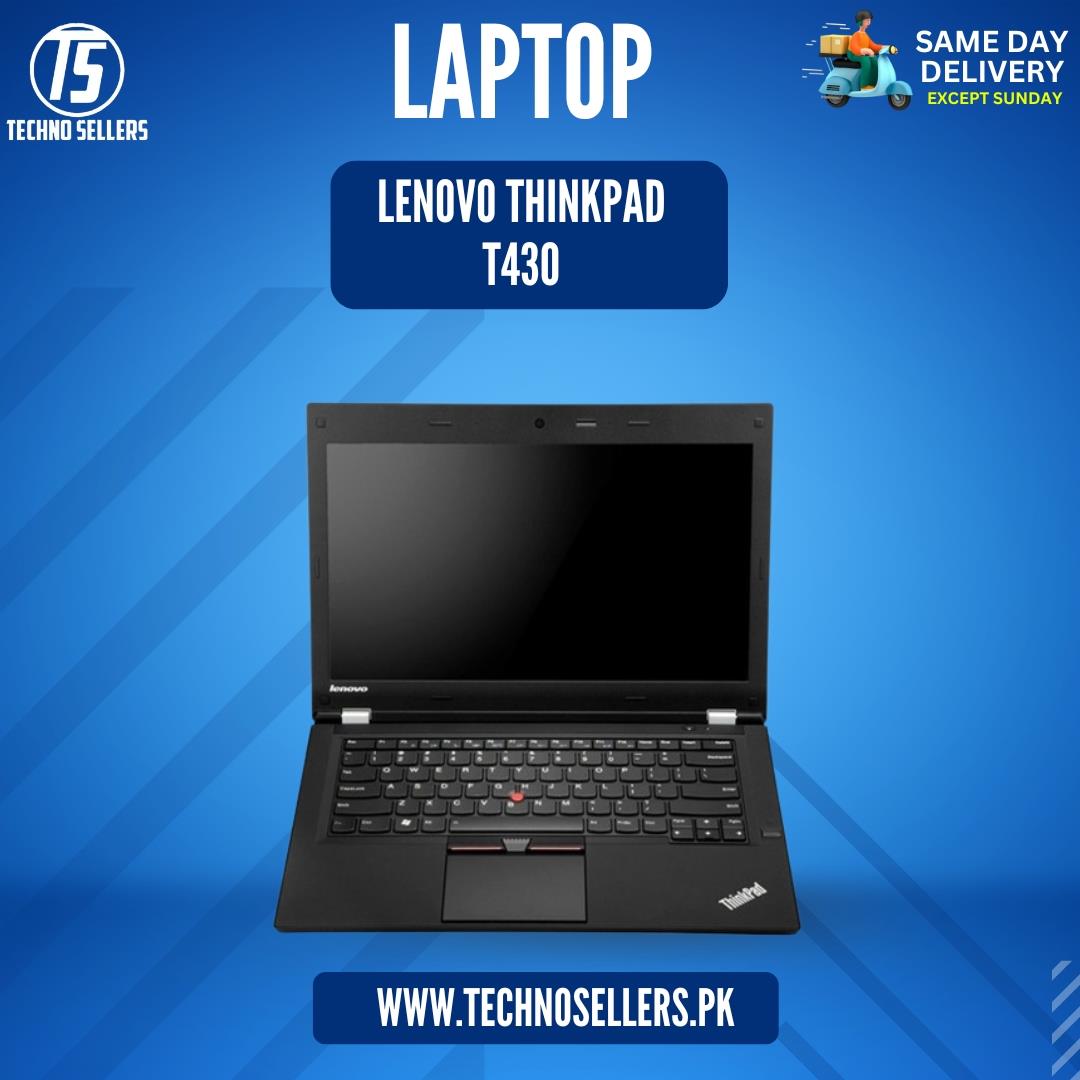 TS
TECHNO SELLERS
LAPTOP
SAME DAY
DELIVERY
EXCEPT SUNDAY
LENOVO THINKPAD
T430
lenovo
Q W E R T Y U I O P
A S D F G H J K L
Z X C V B N M
ThinkPad
WWW.TECHNOSELLERS.PK